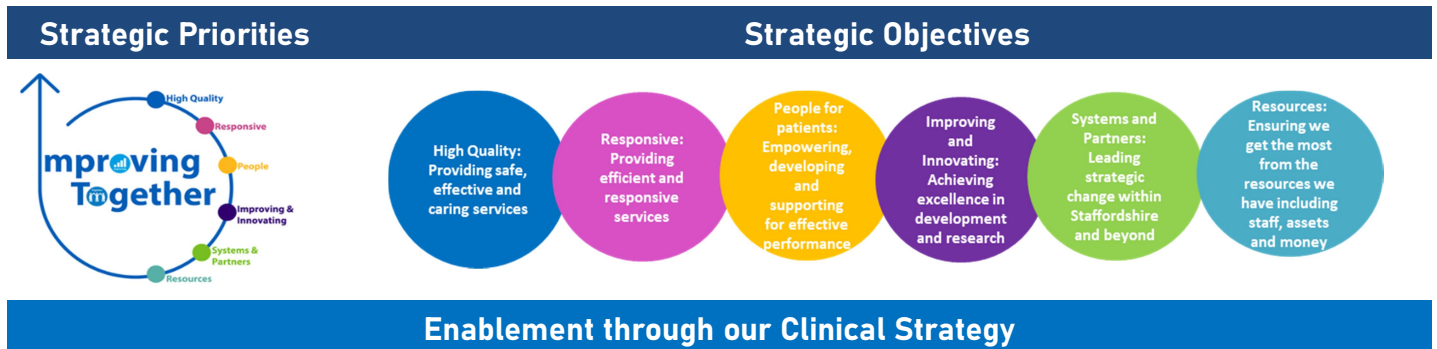 Strategic Priorities
Strategic Objectives
High Quality
Responsive
People
Improving &
Innovating
Systems &
Partners
Resources
mproving
Together
High Quality:
Providing safe,
effective and
caring services
Responsive:
Providing
efficient and
responsive
services
People for
patients:
Empowering,
developing
and
supporting
for effective
performance
Improving
and
Innovating:
Achieving
excellence in
development
and research
Systems and
Partners:
Leading
strategic
change within
Staffordshire
and beyond
Resources:
Ensuring we
get the most
from the
resources we
have including
staff, assets
and money
Enablement through our Clinical Strategy